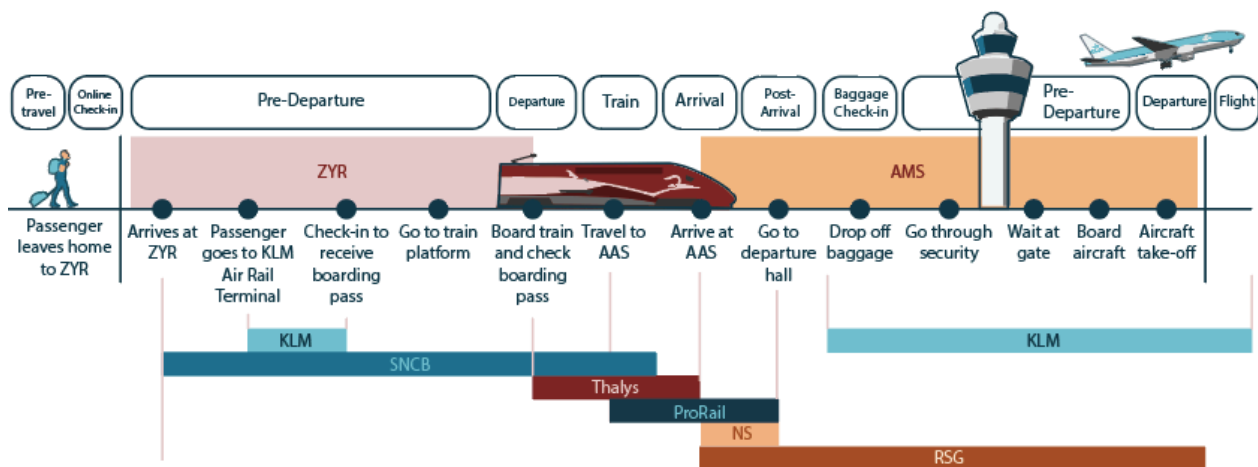 Pre-
travel
Online
Check-in
Pre-Departure
Departure
Train
Arrival
Post-
Arrival
Baggage
Check-in
Pre-
Departure
Departure
Flight
ZYR
AMS
Passenger
leaves home
to ZYR
Arrives at
ZYR
Passenger
goes to KLM
Air Rail
Terminal
Check-in to
receive
boarding
pass
Go to train
platform
Board train
and check
boarding
pass
Travel to
AAS
Arrive at
AAS
Go to
departure
hall
Drop off
baggage
Go through
security
Wait at
gate
Board
aircraft
Aircraft
take-off
KLM
KLM
SNCB
Thalys
ProRail
NS
RSG